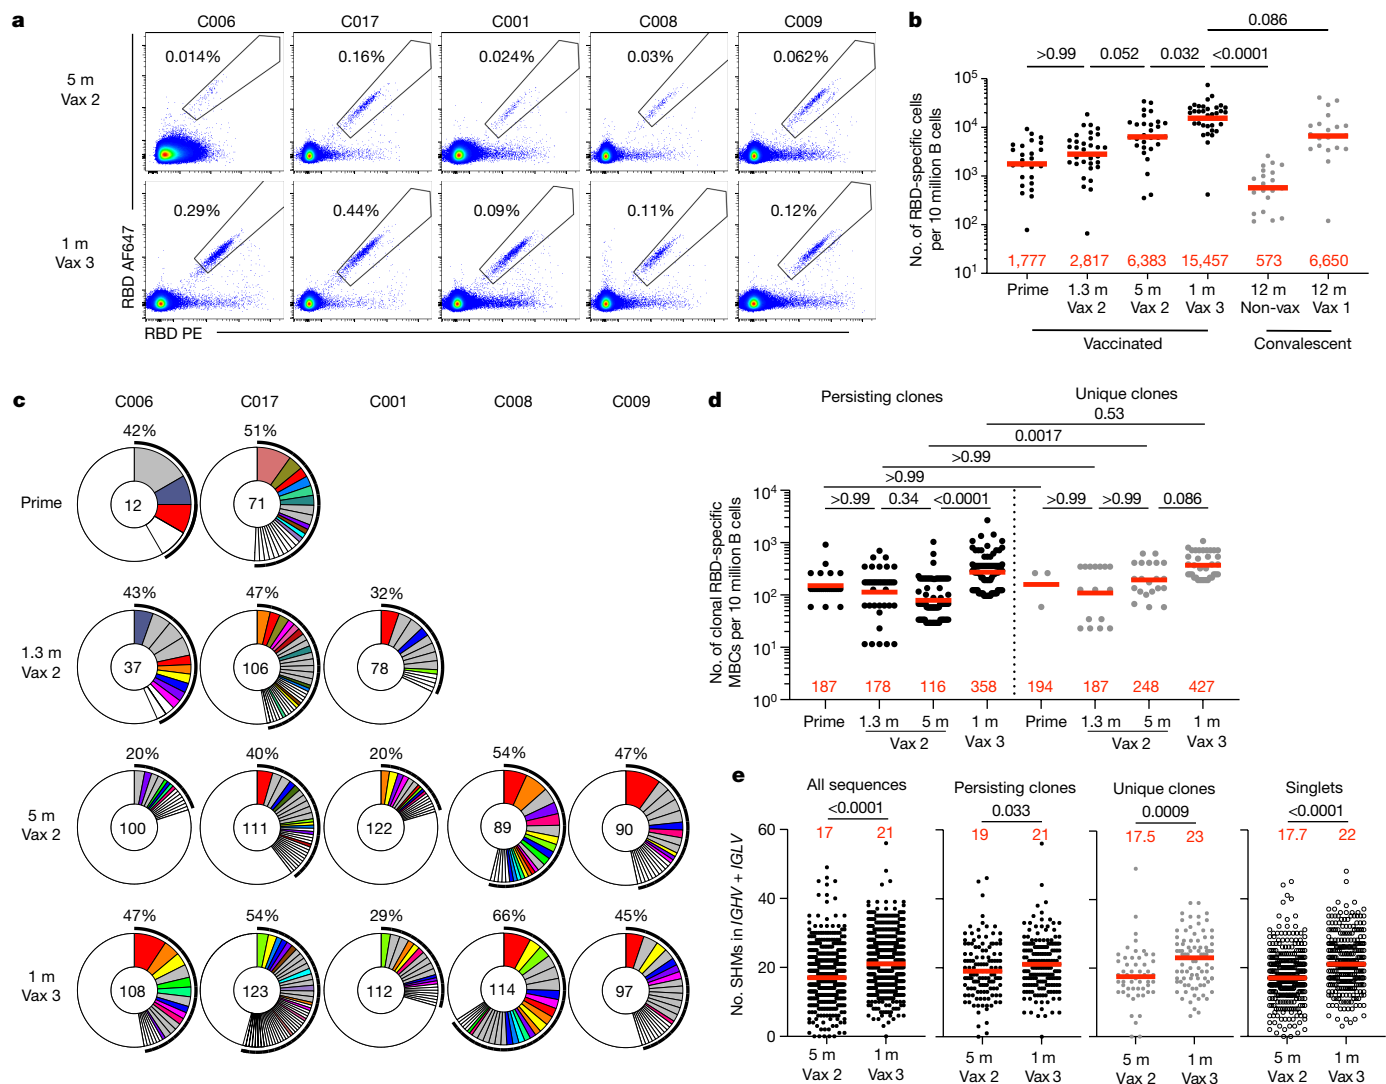 a
C006 C017 C001 C008 C009
5 m
Vax 2
0.014% 0.16% 0.024% 0.03% 0.062%
1 m
Vax 3
0.29% 0.44% 0.09% 0.11% 0.12%
RBD AF647
RBD PE
b
0.086
>0.99 0.052 0.032 <0.0001
No. of RBD-specific cells
per 10 million B cells
10^5
10^4
10^3
10^2
10^1
1,777 2,817 6,383 15,457 573 6,650
Prime 1.3 m 5 m 1 m 12 m 12 m
Vax 2 Vax 2 Vax 3 Non-vax Vax 1
Vaccinated Convalescent
c
C006 C017 C001 C008 C009
42% 51%
Prime
12 71
43% 47% 32%
1.3 m
Vax 2
37 106 78
20% 40% 20% 54% 47%
5 m
Vax 2
100 111 122 89 90
47% 54% 29% 66% 45%
1 m
Vax 3
108 123 112 114 97
d
Persisting clones Unique clones
0.53
0.0017
>0.99
>0.99
>0.99 0.34 <0.0001 >0.99 >0.99 0.086
No. of clonal RBD-specific
MBCs per 10 million B cells
10^4
10^3
10^2
10^1
10^0
187 178 116 358 194 187 248 427
Prime 1.3 m 5 m 1 m Prime 1.3 m 5 m 1 m
Vax 2 Vax 3 Vax 2 Vax 3
e
All sequences Persisting clones Unique clones Singlets
<0.0001 0.033 0.0009 <0.0001
17 21 19 21 17.5 23 17.7 22
No. SHMs in IGHV + IGLV
60
40
20
0
5 m 1 m 5 m 1 m 5 m 1 m 5 m 1 m
Vax 2 Vax 3 Vax 2 Vax 3 Vax 2 Vax 3 Vax 2 Vax 3